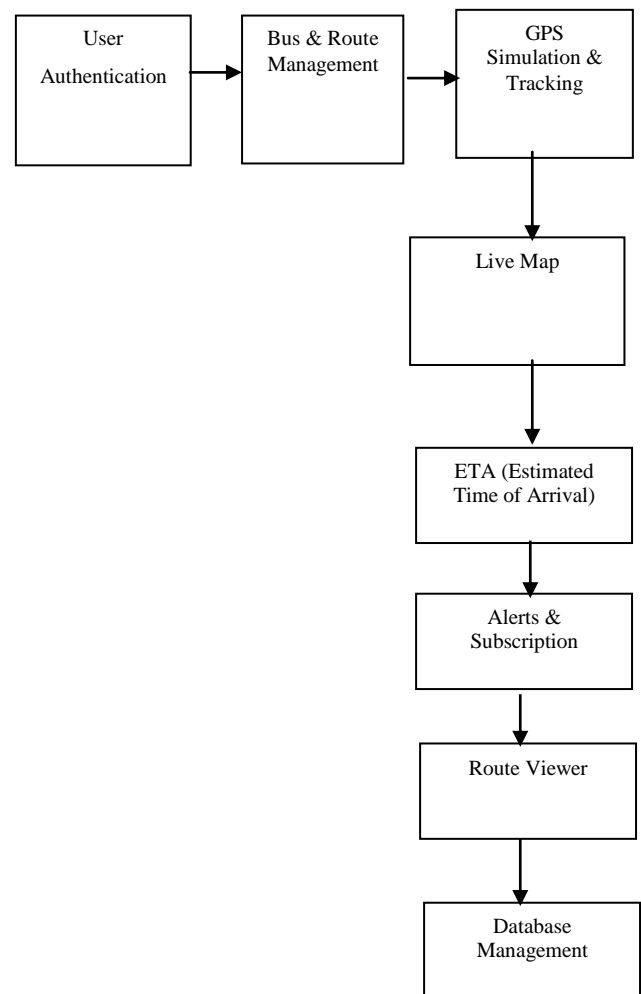 User
Authentication
Bus & Route
Management
GPS
Simulation &
Tracking
Live Map
ETA (Estimated
Time of Arrival)
Alerts &
Subscription
Route Viewer
Database
Management